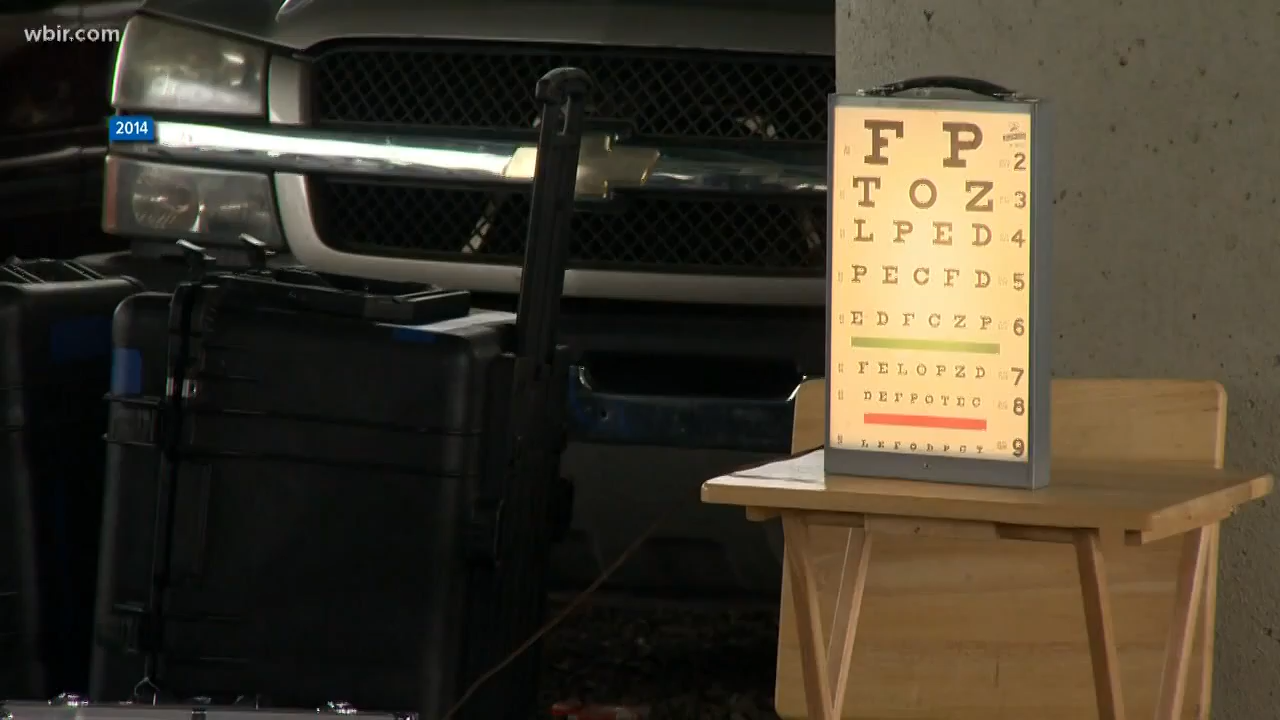 wbir.com
2014
F P
2
T O Z 3
L P E D 4
P E C F D 5
E D F C Z P 6
F E L O P Z D 7
D E F P O T E C 8
L E F O D P C T 9